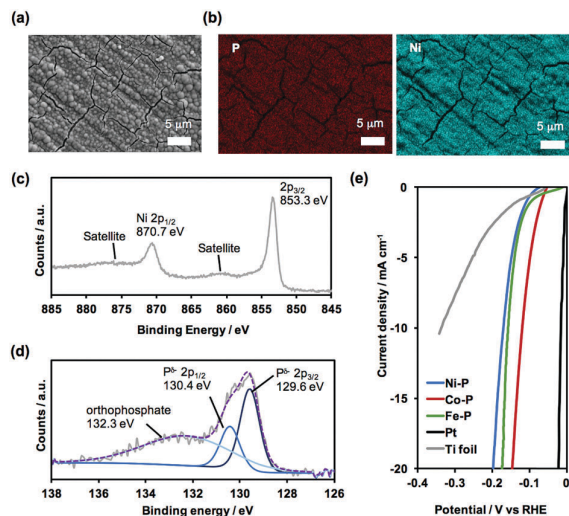 (a)
5 μm
(b)
P
5 μm
Ni
5 μm
(c)
Counts / a.u.
Satellite
Ni 2p1/2
870.7 eV
Satellite
2p3/2
853.3 eV
885 880 875 870 865 860 855 850 845
Binding Energy / eV
(d)
Counts / a.u.
orthophosphate
132.3 eV
Pδ- 2p1/2
130.4 eV
Pδ- 2p3/2
129.6 eV
138 136 134 132 130 128 126
Binding energy / eV
(e)
Current density / mA cm-1
0
-5
-10
-15
-20
Ni-P
Co-P
Fe-P
Pt
Ti foil
-0.4 -0.3 -0.2 -0.1 0
Potential / V vs RHE